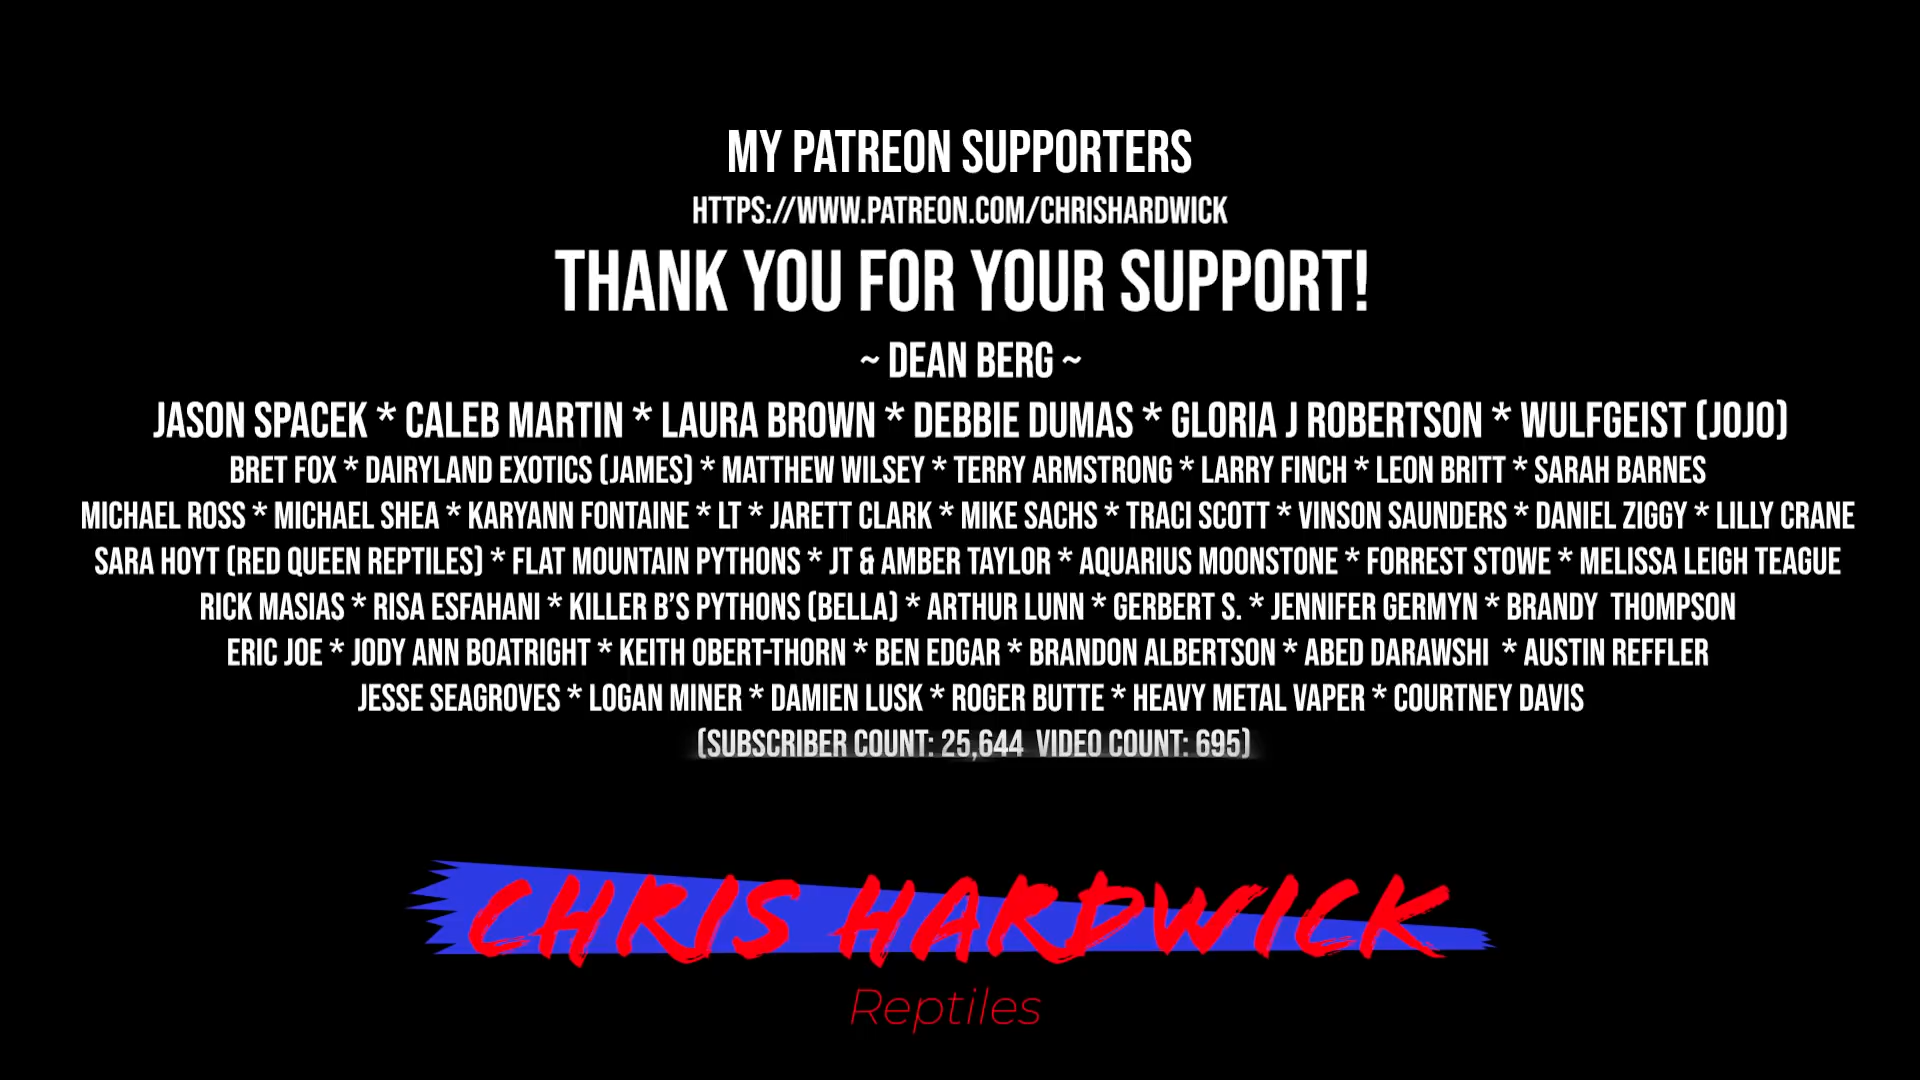 MY PATREON SUPPORTERS
HTTPS://WWW.PATREON.COM/CHRISHARDWICK
THANK YOU FOR YOUR SUPPORT!
~ DEAN BERG ~
JASON SPACEK * CALEB MARTIN * LAURA BROWN * DEBBIE DUMAS * GLORIA J ROBERTSON * WULFGEIST (JOJO)
BRET FOX * DAIRYLAND EXOTICS (JAMES) * MATTHEW WILSEY * TERRY ARMSTRONG * LARRY FINCH * LEON BRITT * SARAH BARNES
MICHAEL ROSS * MICHAEL SHEA * KARYANN FONTAINE * LT * JARETT CLARK * MIKE SACHS * TRACI SCOTT * VINSON SAUNDERS * DANIEL ZIGGY * LILLY CRANE
SARA HOYT (RED QUEEN REPTILES) * FLAT MOUNTAIN PYTHONS * JT & AMBER TAYLOR * AQUARIUS MOONSTONE * FORREST STOWE * MELISSA LEIGH TEAGUE
RICK MASIAS * RISA ESFAHANI * KILLER B'S PYTHONS (BELLA) * ARTHUR LUNN * GERBERT S. * JENNIFER GERMYN * BRANDY  THOMPSON
ERIC JOE * JODY ANN BOATRIGHT * KEITH OBERT-THORN * BEN EDGAR * BRANDON ALBERTSON * ABED DARAWSHI  * AUSTIN REFFLER
JESSE SEAGROVES * LOGAN MINER * DAMIEN LUSK * ROGER BUTTE * HEAVY METAL VAPER * COURTNEY DAVIS
(SUBSCRIBER COUNT: 25,644  VIDEO COUNT: 695)
CHRIS HARDWICK
Reptiles